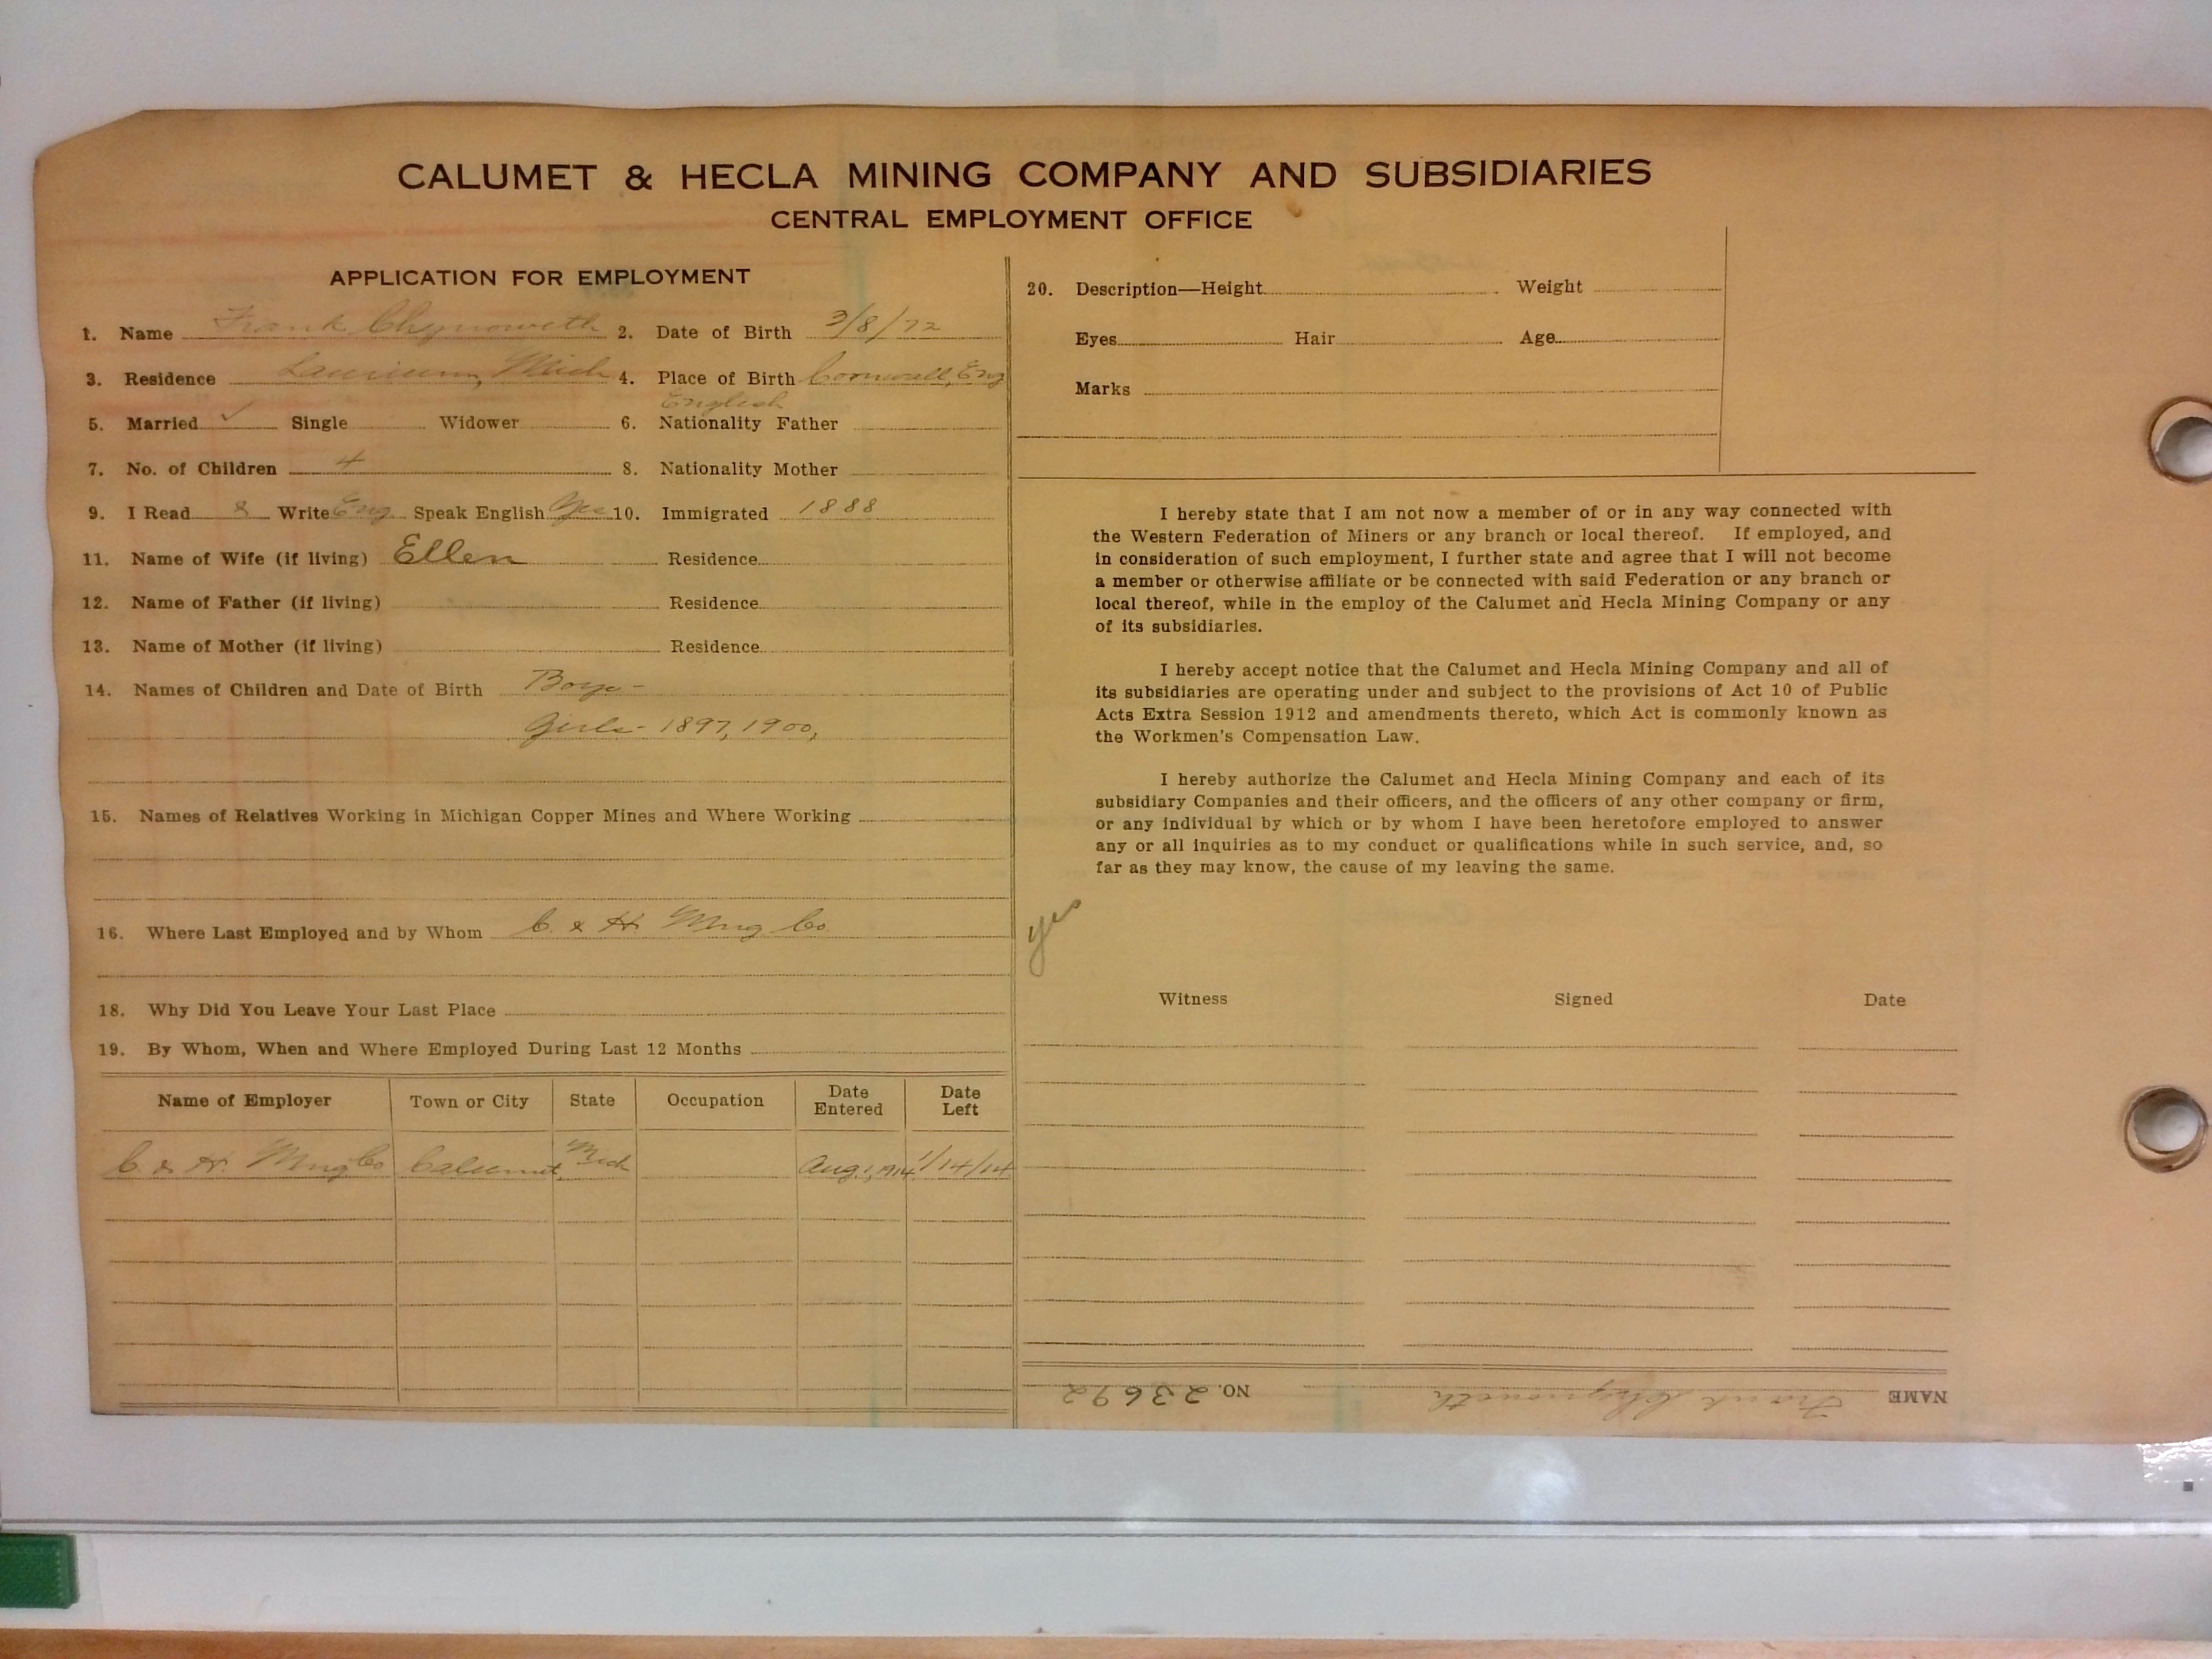 CALUMET & HECLA MINING COMPANY AND SUBSIDIARIES
CENTRAL EMPLOYMENT OFFICE
APPLICATION FOR EMPLOYMENT
1. Name Frank Chynoweth 2. Date of Birth 3/8/72
3. Residence Laurium, Mich 4. Place of Birth Cornwall, Eng
English
5. Married ✓ Single Widower 6. Nationality Father
7. No. of Children 4 8. Nationality Mother
9. I Read & Write Eng Speak English Yes 10. Immigrated 1888
11. Name of Wife (if living) Ellen Residence
12. Name of Father (if living) Residence
13. Name of Mother (if living) Residence
14. Names of Children and Date of Birth Boys -
Girls - 1897, 1900,
15. Names of Relatives Working in Michigan Copper Mines and Where Working
16. Where Last Employed and by Whom C & H Mng Co
18. Why Did You Leave Your Last Place
19. By Whom, When and Where Employed During Last 12 Months
Name of Employer Town or City State Occupation Date Entered Date Left
C & H. Mng Co Calumet, Mich Aug. 1, 1914 1/14/14
20. Description—Height Weight
Eyes Hair Age
Marks
I hereby state that I am not now a member of or in any way connected with
the Western Federation of Miners or any branch or local thereof. If employed, and
in consideration of such employment, I further state and agree that I will not become
a member or otherwise affiliate or be connected with said Federation or any branch or
local thereof, while in the employ of the Calumet and Hecla Mining Company or any
of its subsidiaries.
I hereby accept notice that the Calumet and Hecla Mining Company and all of
its subsidiaries are operating under and subject to the provisions of Act 10 of Public
Acts Extra Session 1912 and amendments thereto, which Act is commonly known as
the Workmen's Compensation Law.
I hereby authorize the Calumet and Hecla Mining Company and each of its
subsidiary Companies and their officers, and the officers of any other company or firm,
or any individual by which or by whom I have been heretofore employed to answer
any or all inquiries as to my conduct or qualifications while in such service, and, so
far as they may know, the cause of my leaving the same.
yes
Witness Signed Date
NAME Frank Chynoweth NO. 23692